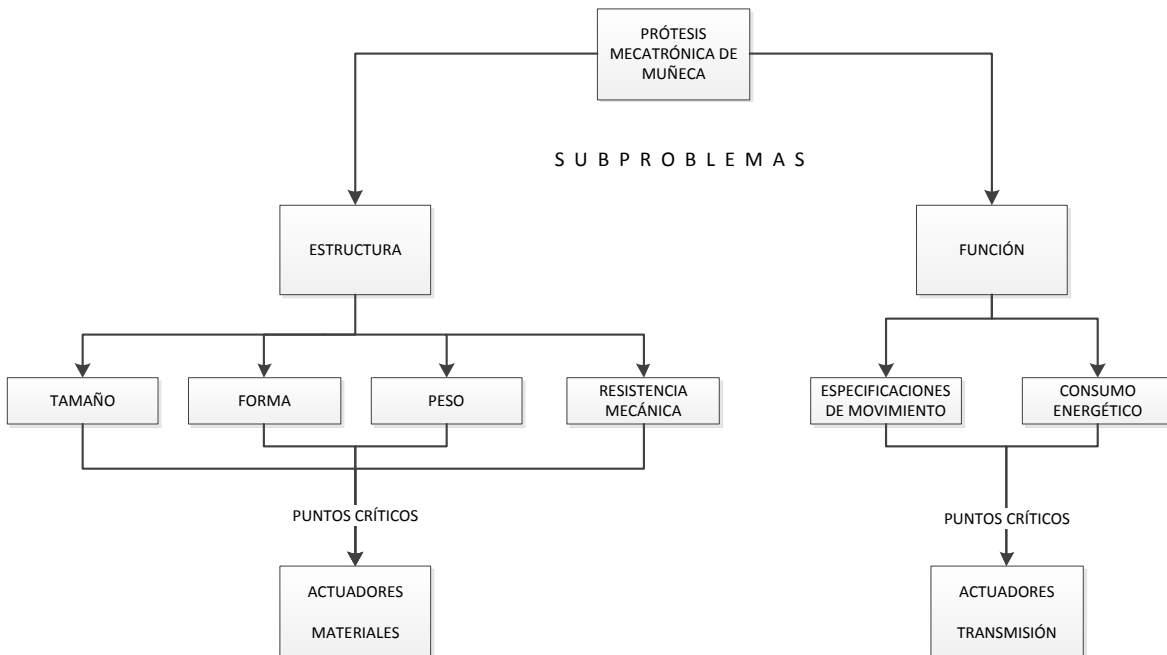 PRÓTESIS
MECATRÓNICA DE
MUÑECA
S U B P R O B L E M A S
ESTRUCTURA
FUNCIÓN
TAMAÑO
FORMA
PESO
RESISTENCIA
MECÁNICA
ESPECIFICACIONES
DE MOVIMIENTO
CONSUMO
ENERGÉTICO
PUNTOS CRÍTICOS
PUNTOS CRÍTICOS
ACTUADORES
MATERIALES
ACTUADORES
TRANSMISIÓN